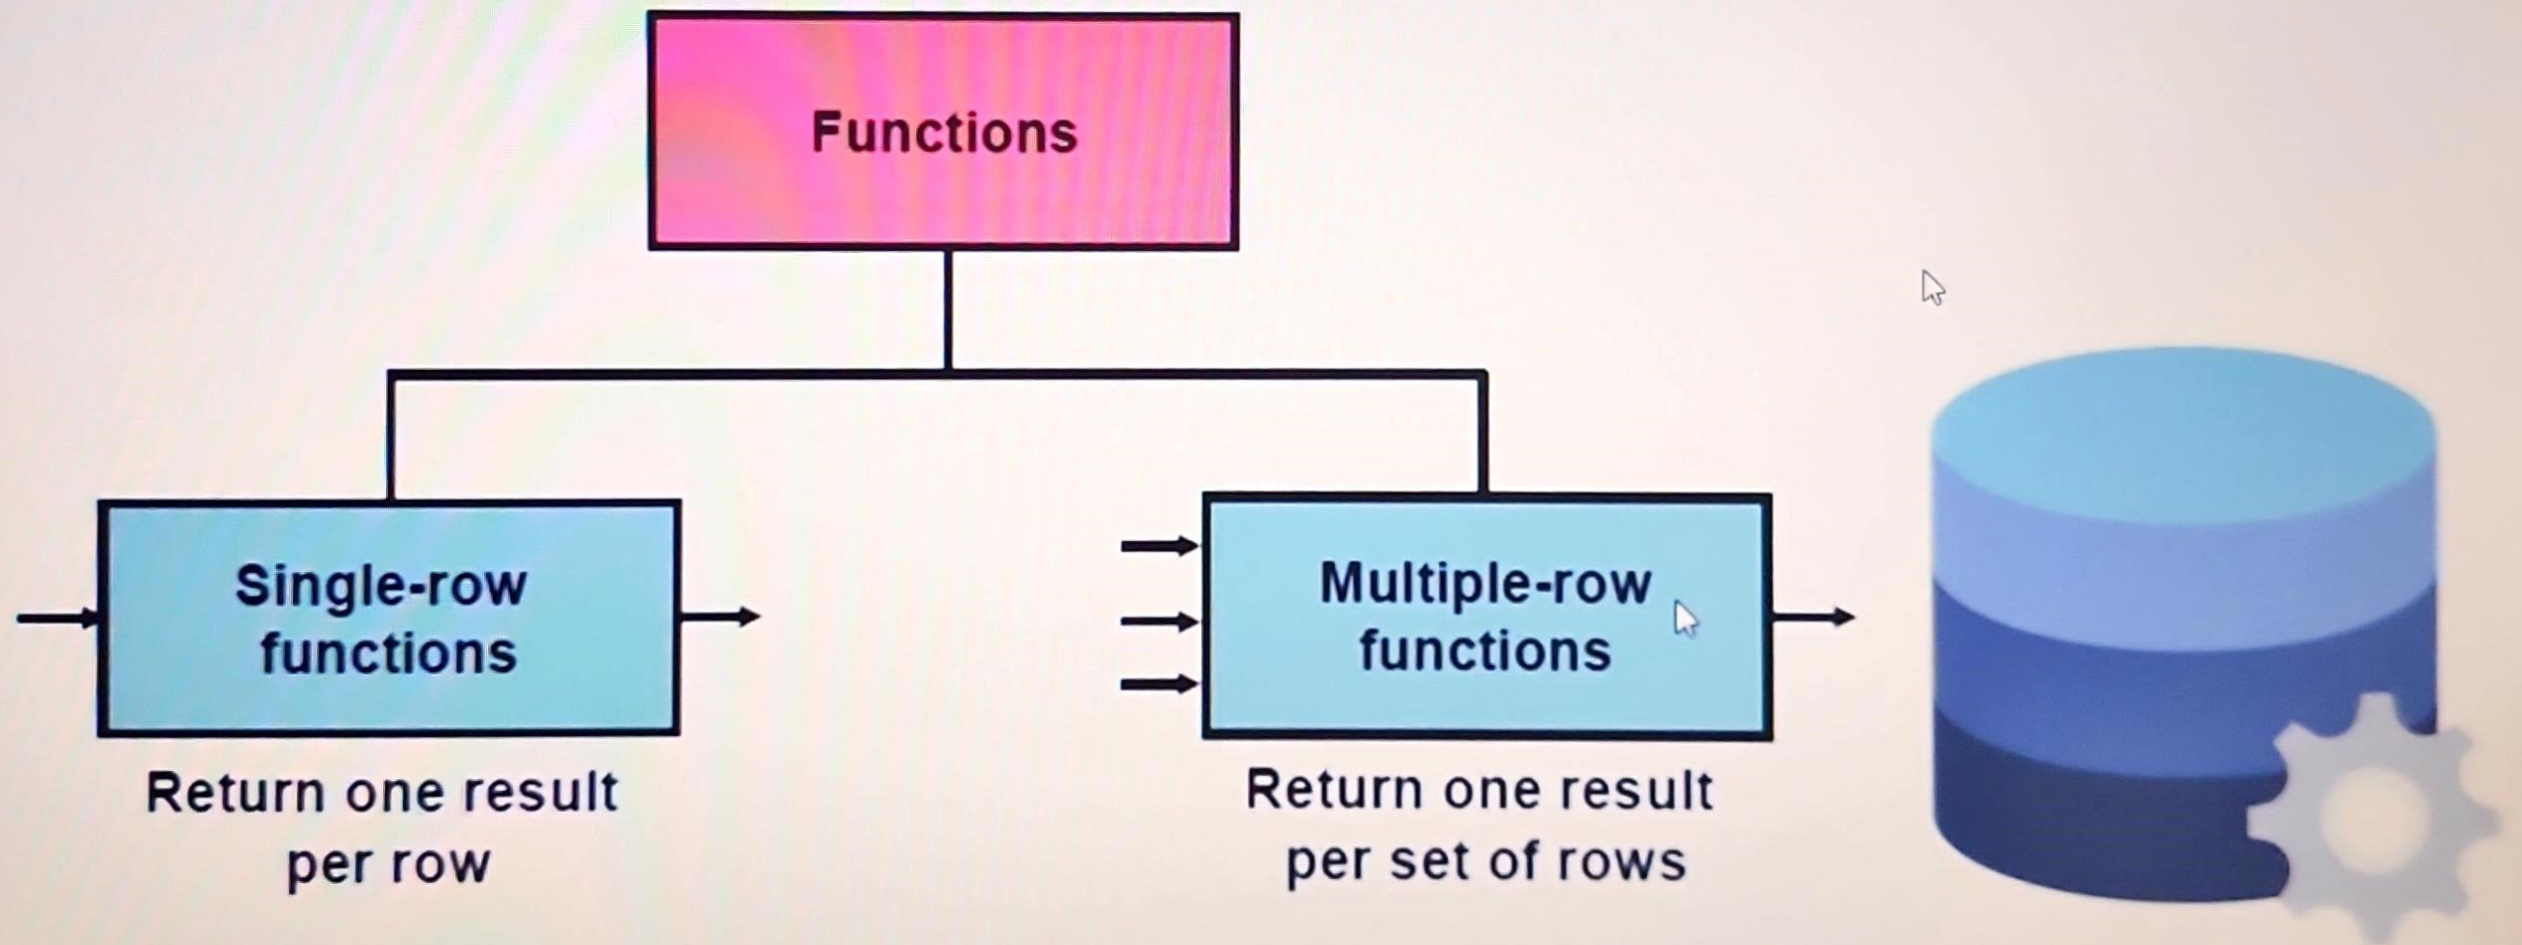 Functions
Single-row
functions
Multiple-row
functions
Return one result
per row
Return one result
per set of rows